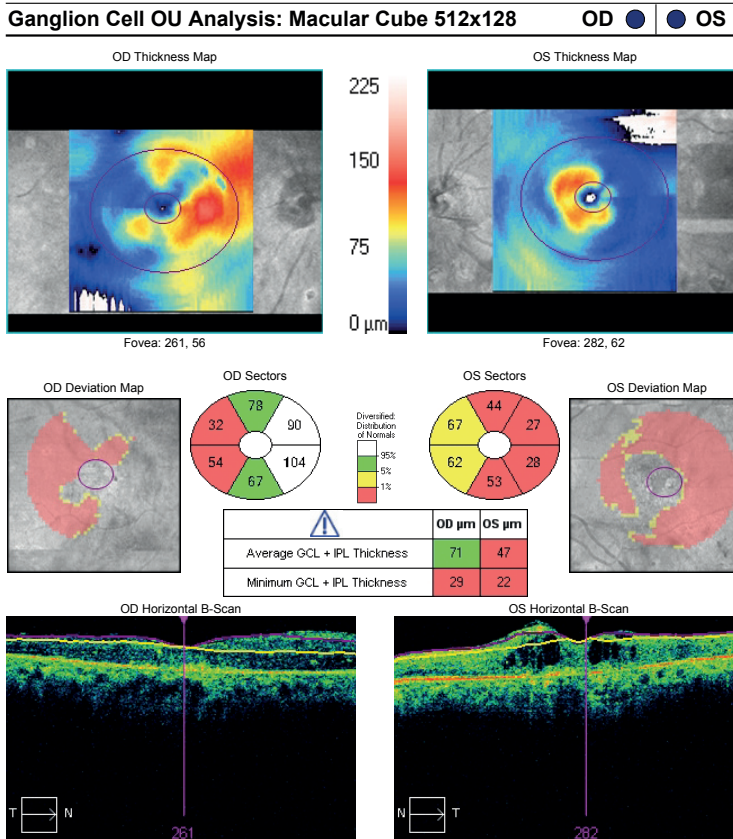 Ganglion Cell OU Analysis: Macular Cube 512x128 OD OS
OD Thickness Map OS Thickness Map
225
150
75
0 μm
Fovea: 261, 56 Fovea: 282, 62
OD Deviation Map OD Sectors OS Sectors OS Deviation Map
78
32 90
54 104
67
Diversified:
Distribution
of Normals
95%
5%
1%
44
67 27
62 28
53
OD μm OS μm
Average GCL + IPL Thickness 71 47
Minimum GCL + IPL Thickness 29 22
OD Horizontal B-Scan OS Horizontal B-Scan
T N N T
261 282